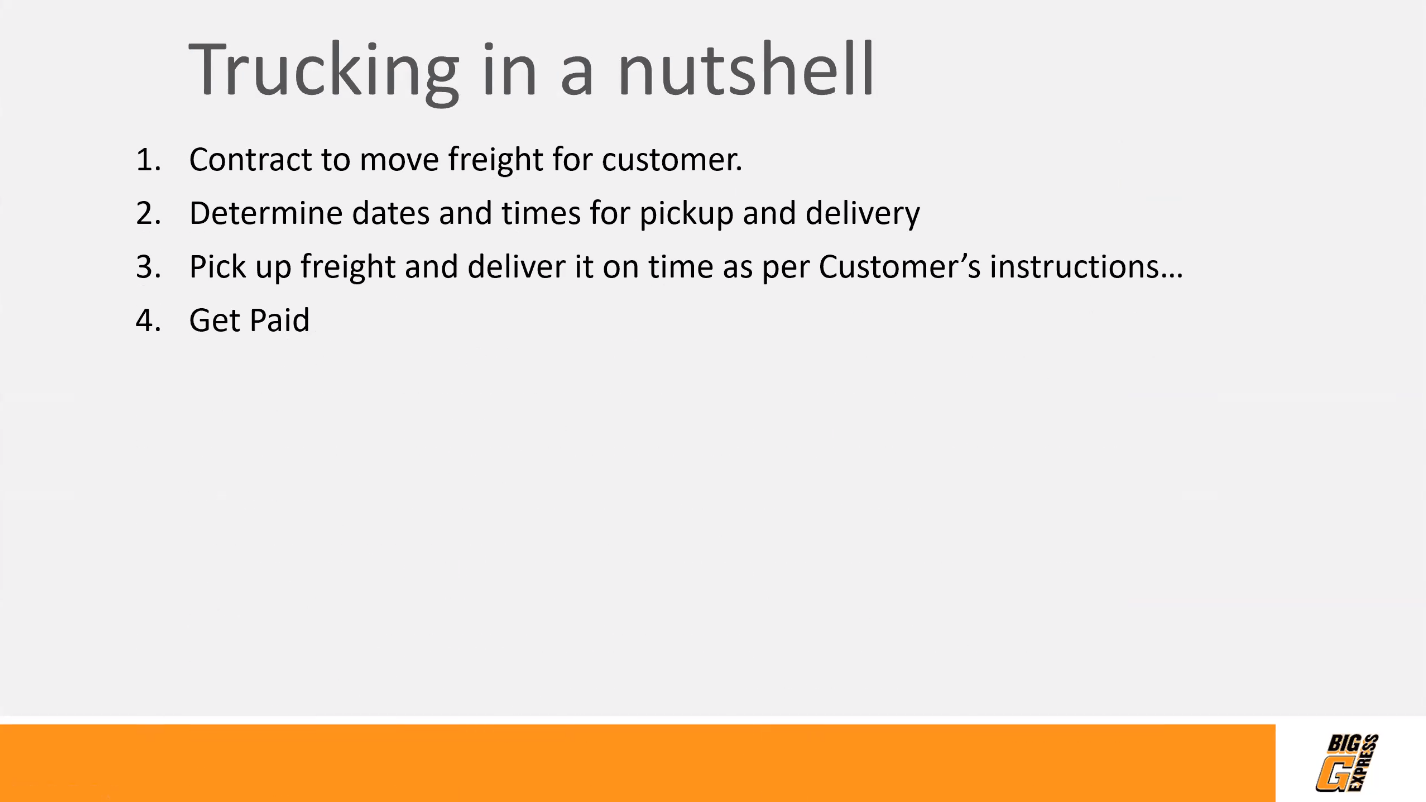 Trucking in a nutshell
1. Contract to move freight for customer.
2. Determine dates and times for pickup and delivery
3. Pick up freight and deliver it on time as per Customer’s instructions…
4. Get Paid
BIG G EXPRESS